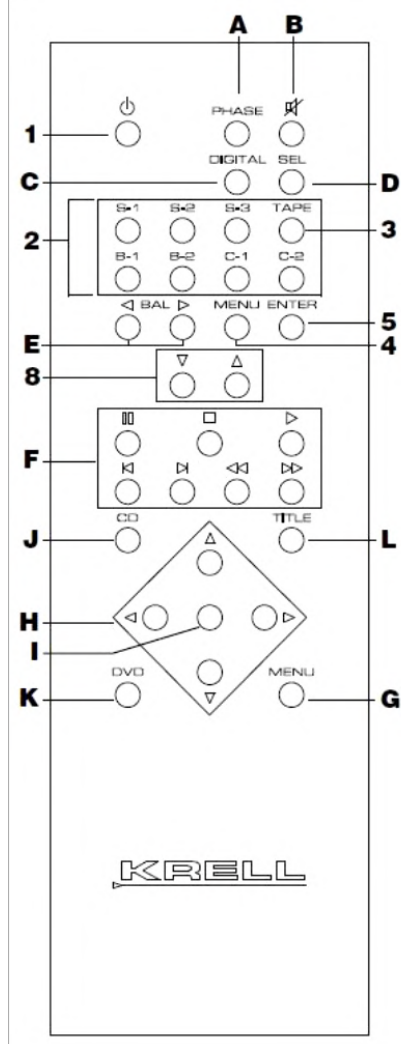 A B
PHASE
1
DIGITAL SEL
C D
S-1 S-2 S-3 TAPE
2 3
B-1 B-2 C-1 C-2
BAL MENU ENTER
5
E 4
8
F
CD TITLE
J L
H
I
DVD MENU
K G
KRELL